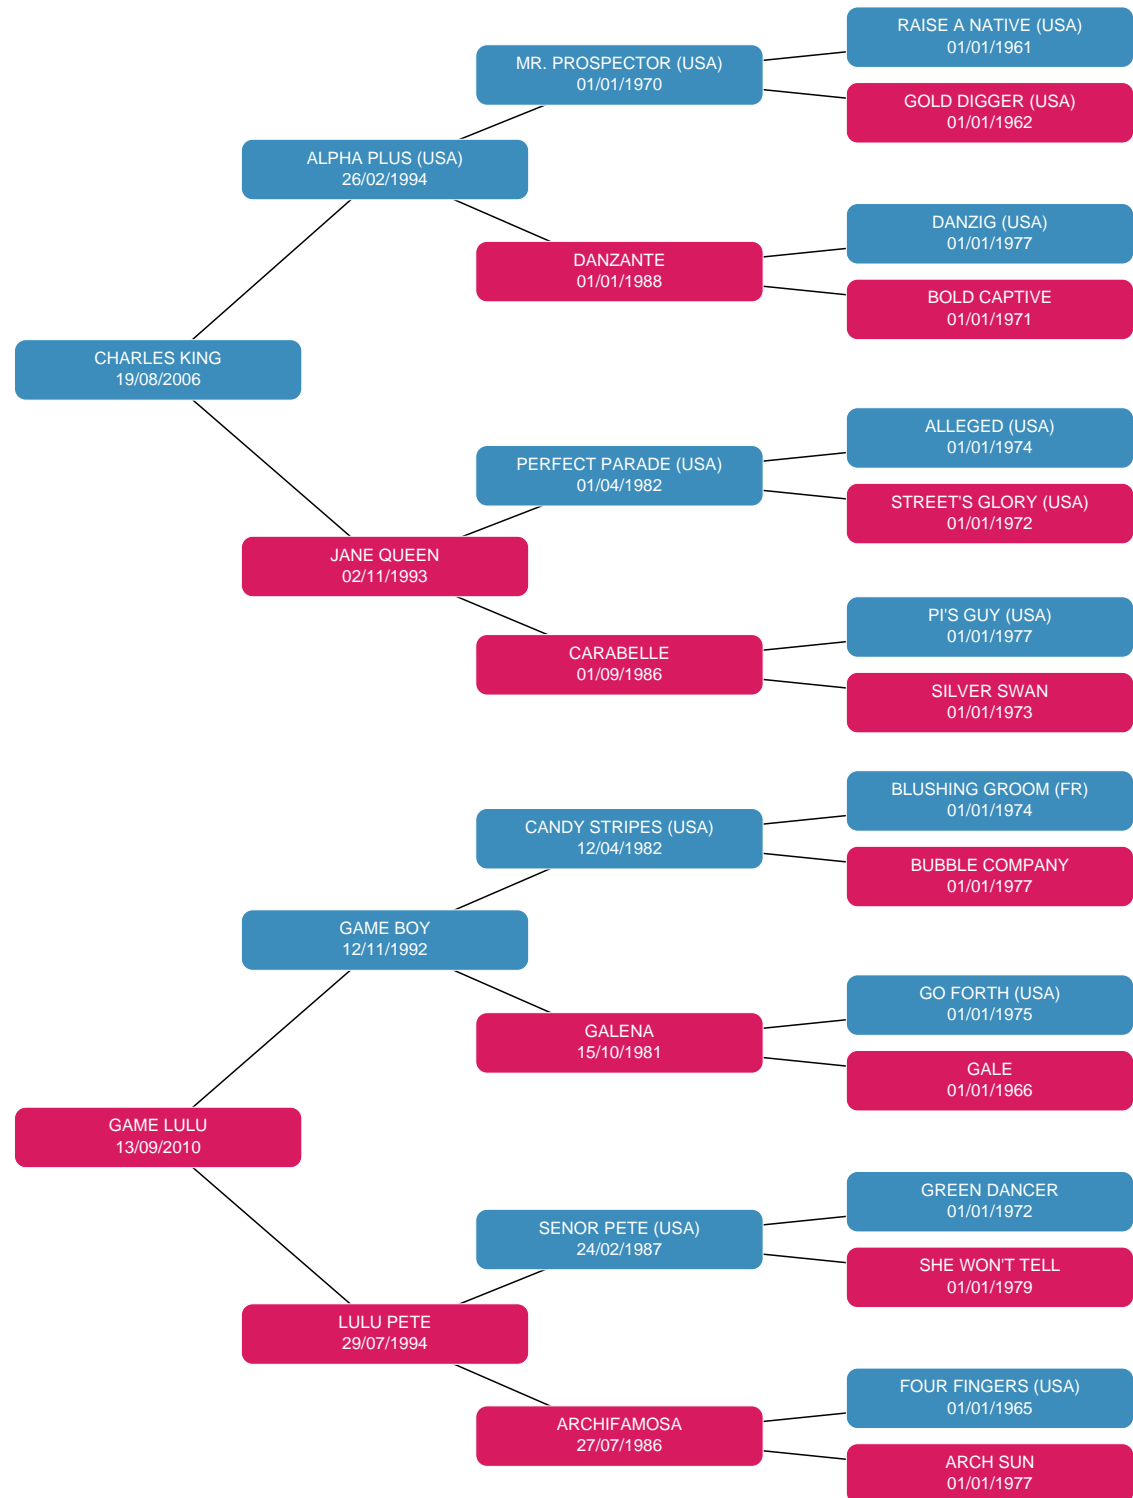 RAISE A NATIVE (USA)
01/01/1961
MR. PROSPECTOR (USA)
01/01/1970
GOLD DIGGER (USA)
01/01/1962
ALPHA PLUS (USA)
26/02/1994
DANZIG (USA)
01/01/1977
DANZANTE
01/01/1988
BOLD CAPTIVE
01/01/1971
CHARLES KING
19/08/2006
ALLEGED (USA)
01/01/1974
PERFECT PARADE (USA)
01/04/1982
STREET'S GLORY (USA)
01/01/1972
JANE QUEEN
02/11/1993
PI'S GUY (USA)
01/01/1977
CARABELLE
01/09/1986
SILVER SWAN
01/01/1973
BLUSHING GROOM (FR)
01/01/1974
CANDY STRIPES (USA)
12/04/1982
BUBBLE COMPANY
01/01/1977
GAME BOY
12/11/1992
GO FORTH (USA)
01/01/1975
GALENA
15/10/1981
GALE
01/01/1966
GAME LULU
13/09/2010
GREEN DANCER
01/01/1972
SENOR PETE (USA)
24/02/1987
SHE WON'T TELL
01/01/1979
LULU PETE
29/07/1994
FOUR FINGERS (USA)
01/01/1965
ARCHIFAMOSA
27/07/1986
ARCH SUN
01/01/1977